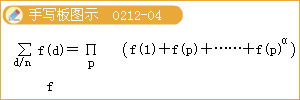 手写板图示 0212-04
∑ f(d)= ∏ (f(1)+f(p)+……+f(p)^α)
d/n p
f